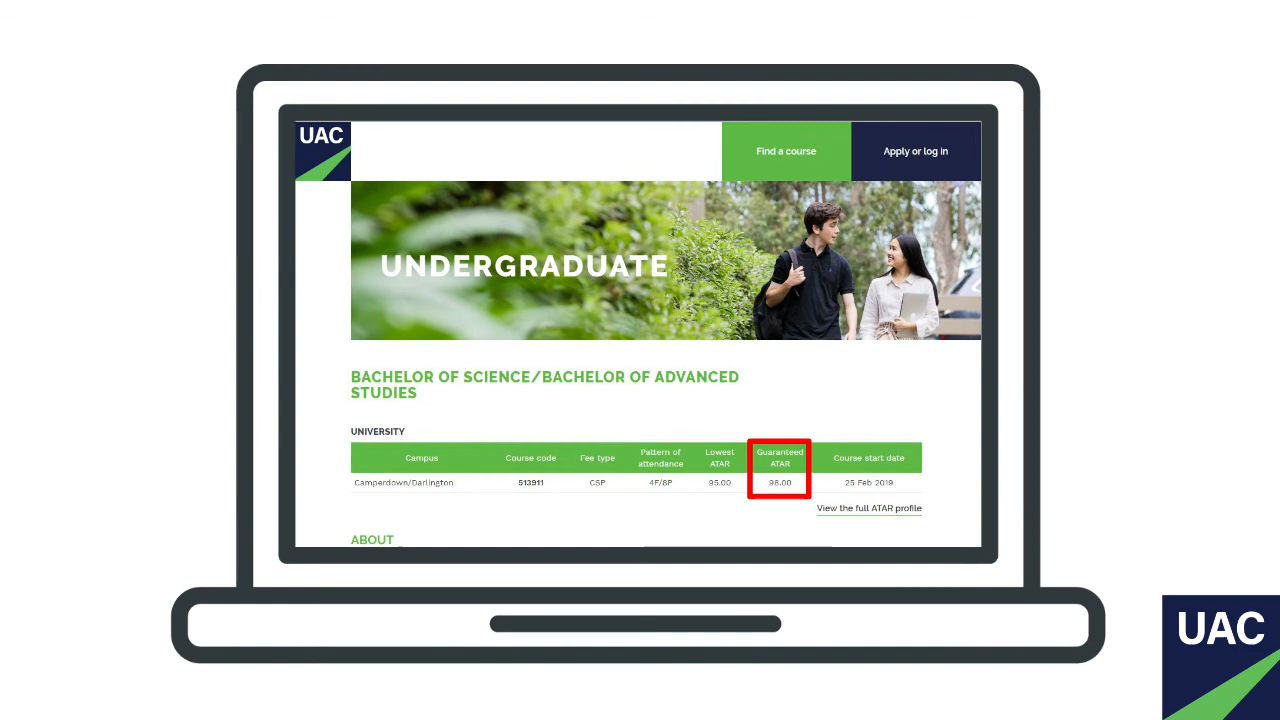 UAC
Find a course
Apply or log in
UNDERGRADUATE
BACHELOR OF SCIENCE/BACHELOR OF ADVANCED
STUDIES
UNIVERSITY
Campus Course code Fee type Pattern of attendance Lowest ATAR Guaranteed ATAR Course start date
Camperdown/Darlington 513911 CSP 4F/8P 95.00 98.00 25 Feb 2019
View the full ATAR profile
ABOUT
UAC